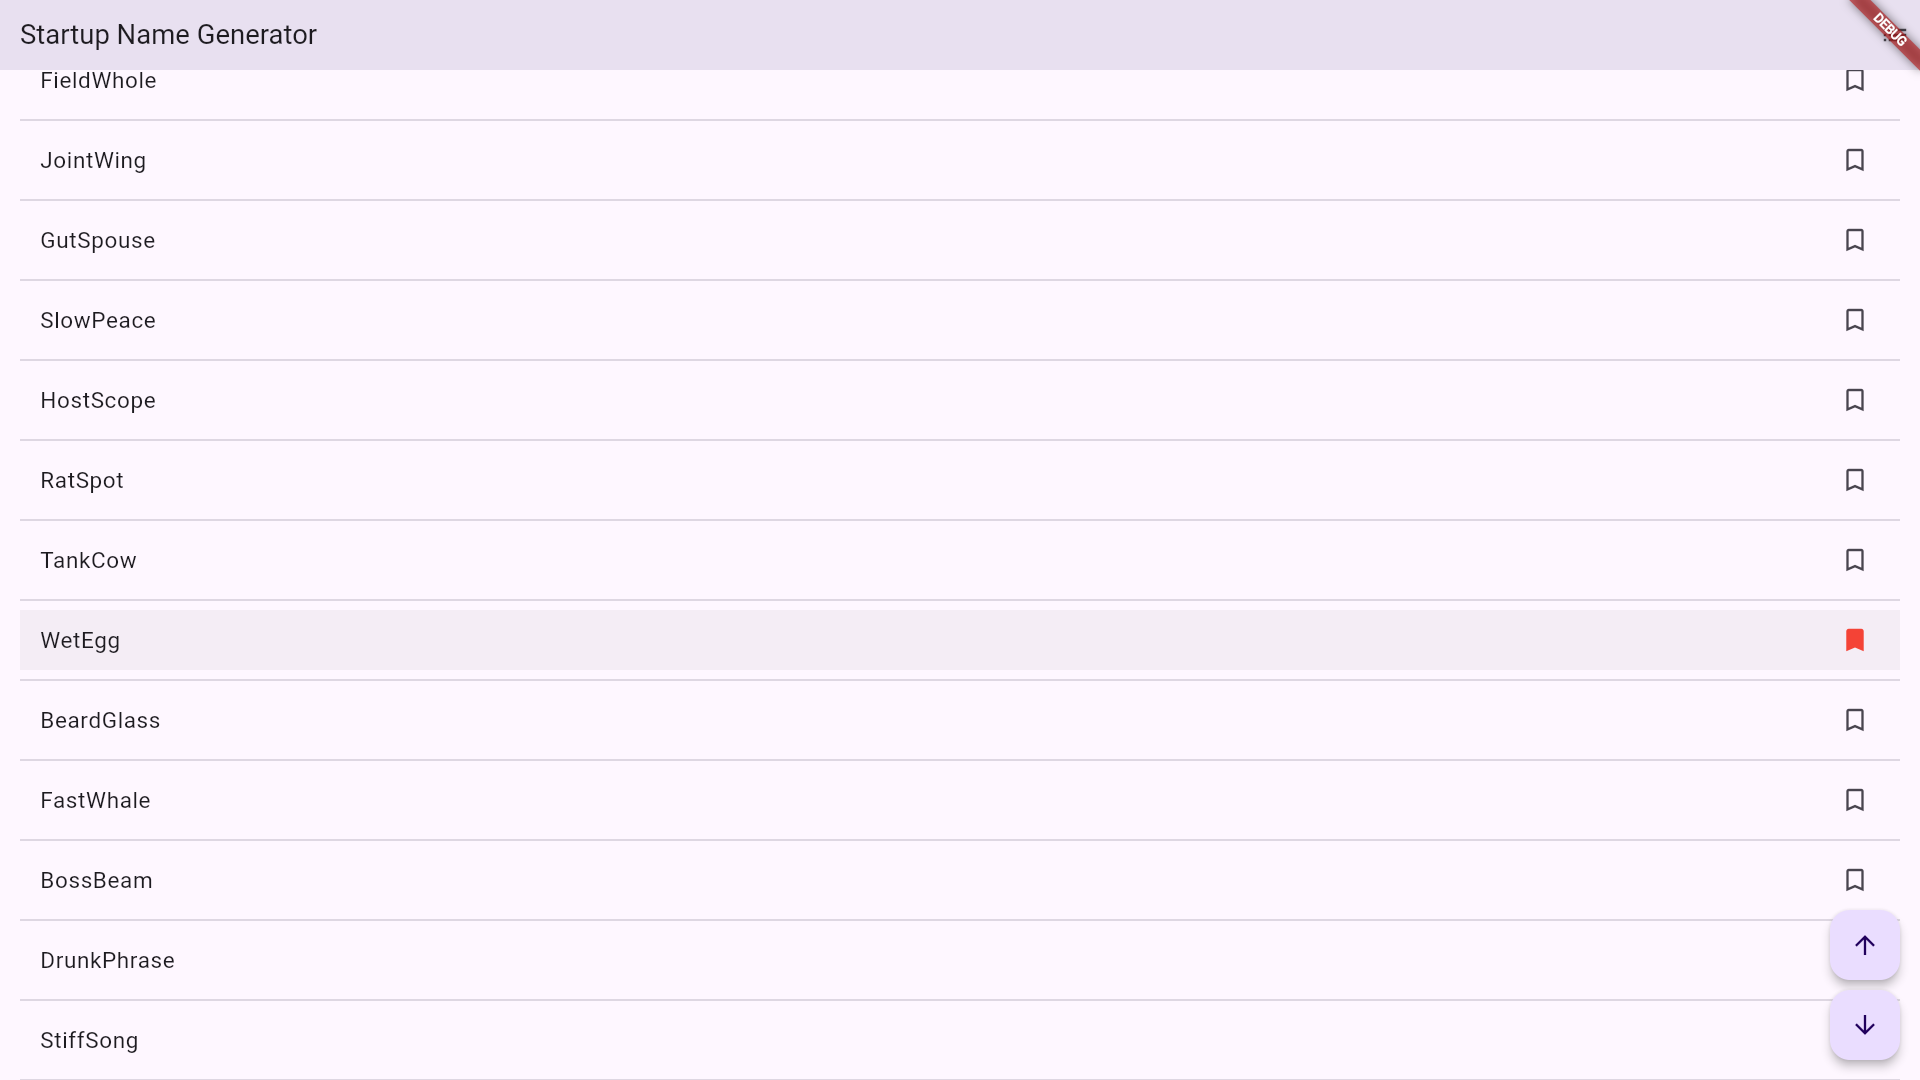 Startup Name Generator
DEBUG
FieldWhole
JointWing
GutSpouse
SlowPeace
HostScope
RatSpot
TankCow
WetEgg
BeardGlass
FastWhale
BossBeam
DrunkPhrase
StiffSong